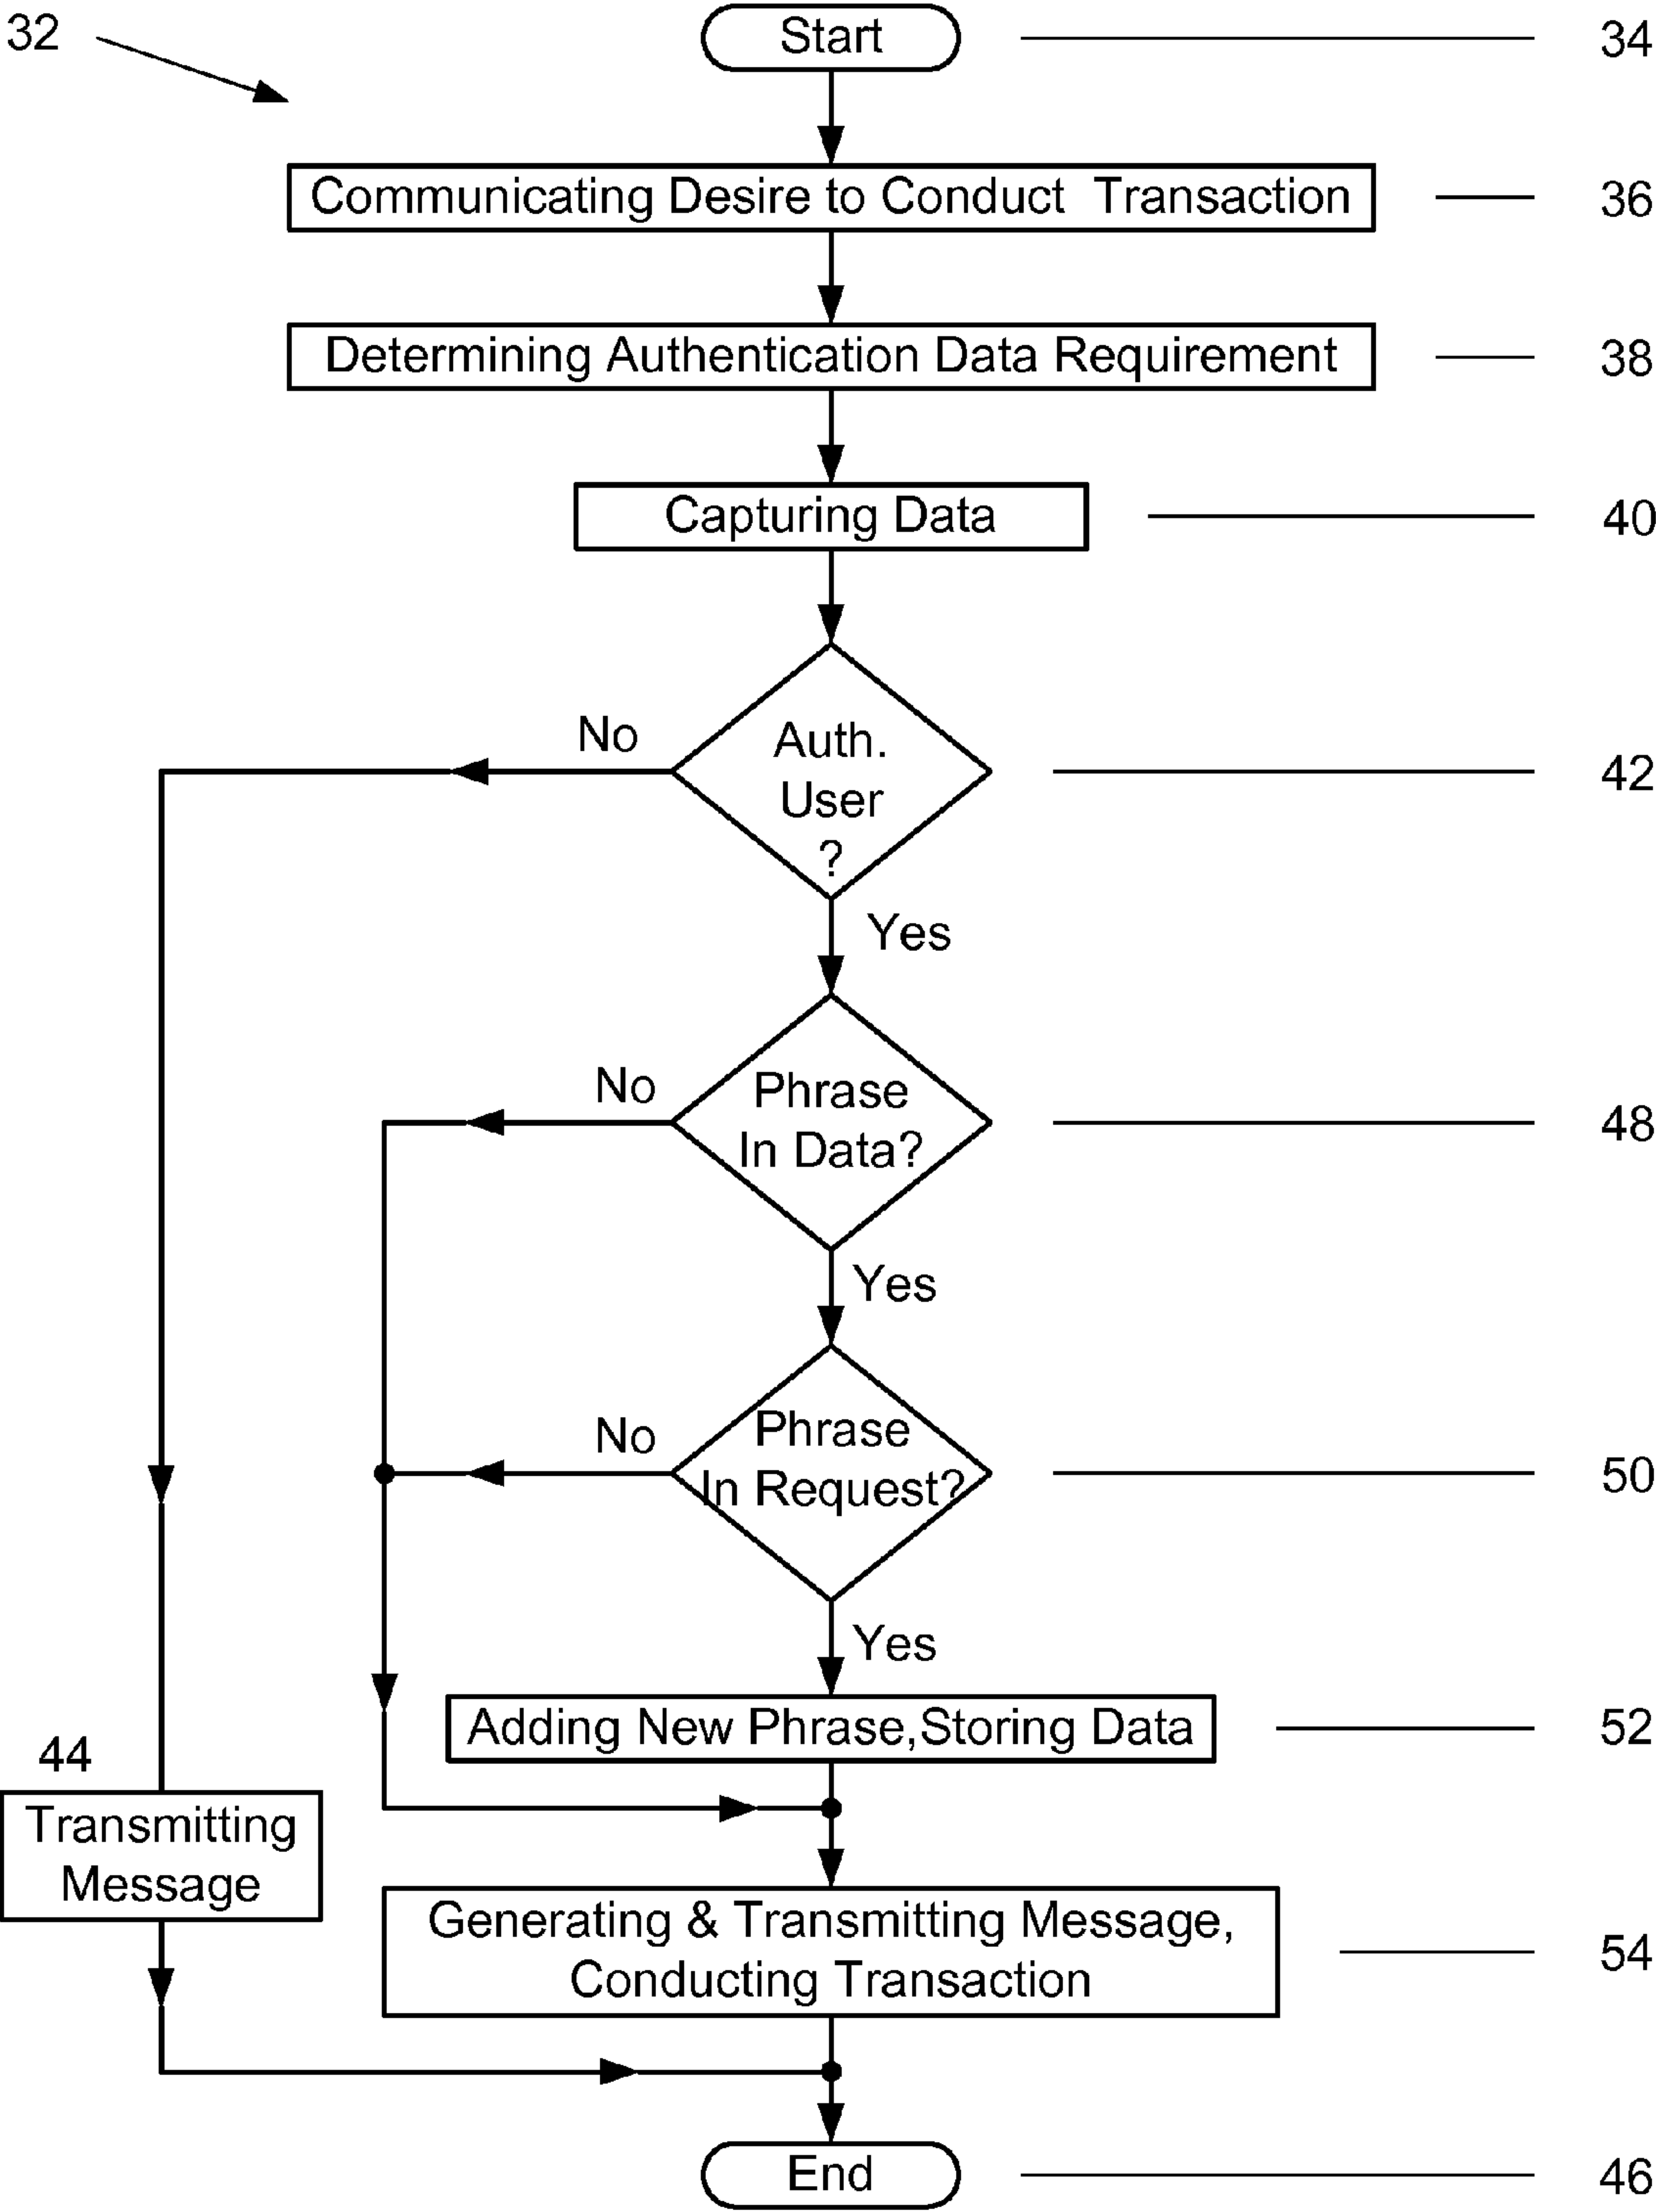 32
Start
34
Communicating Desire to Conduct Transaction
36
Determining Authentication Data Requirement
38
Capturing Data
40
No
Auth.
User
?
42
Yes
No
Phrase
In Data?
48
Yes
No
Phrase
In Request?
50
Yes
Adding New Phrase,Storing Data
52
44
Transmitting
Message
Generating & Transmitting Message,
Conducting Transaction
54
End
46